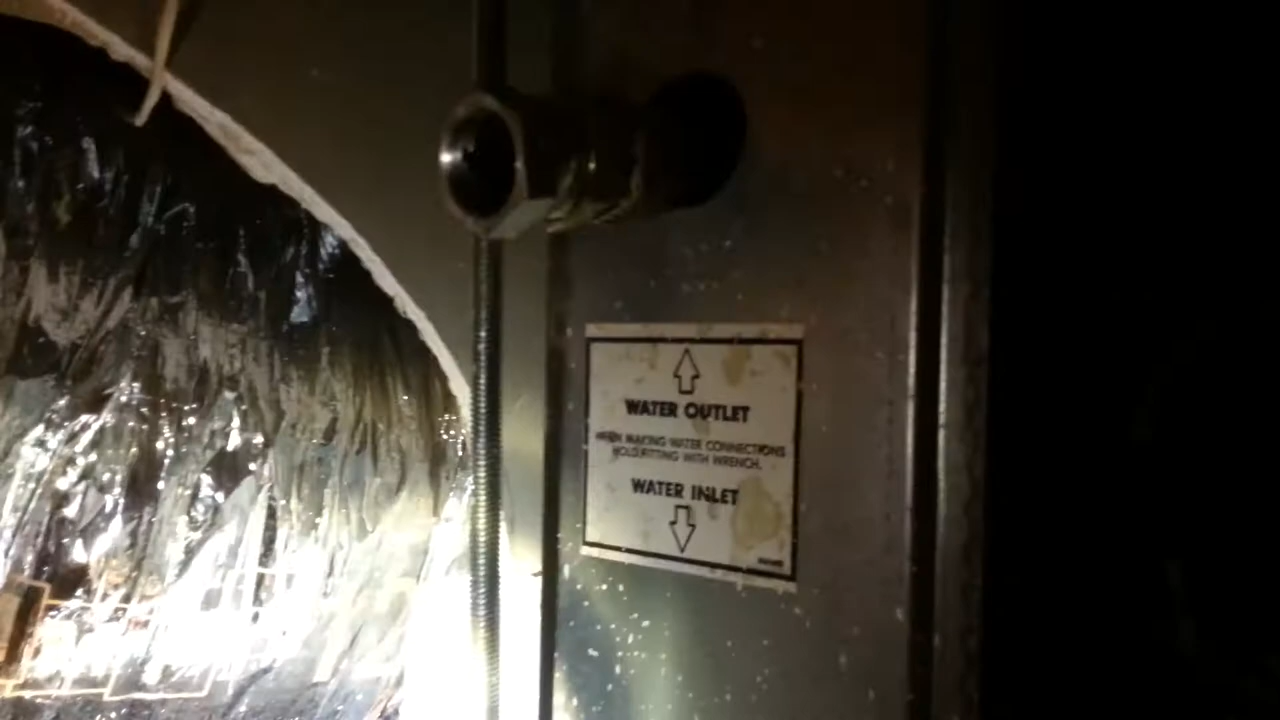 WATER OUTLET
WHEN MAKING WATER CONNECTIONS
HOLD FITTING WITH WRENCH.
WATER INLET